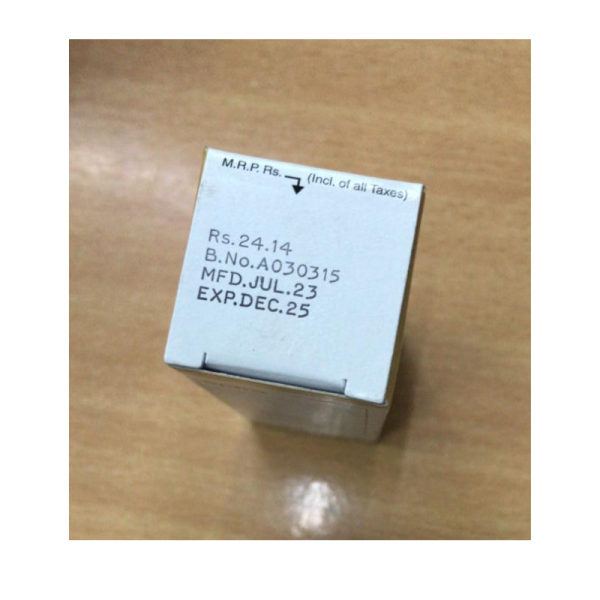 M.R.P. Rs. (Incl. of all Taxes)
Rs.24.14
B.No.A030315
MFD.JUL.23
EXP.DEC.25